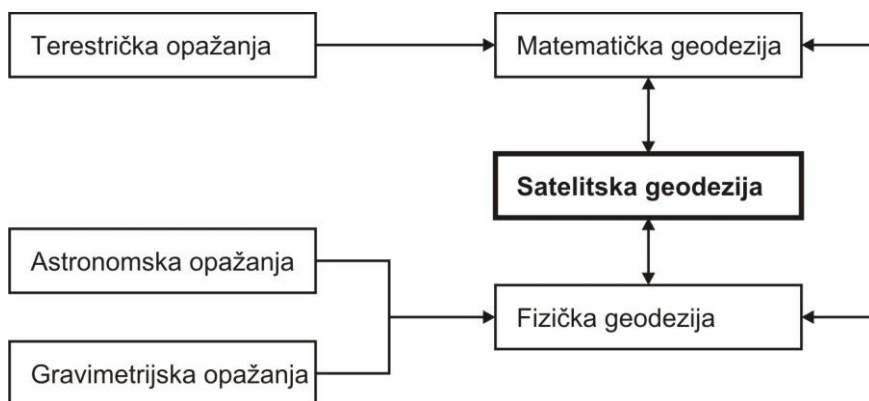 Terestrička opažanja
Matematička geodezija
Satelitska geodezija
Astronomska opažanja
Fizička geodezija
Gravimetrijska opažanja